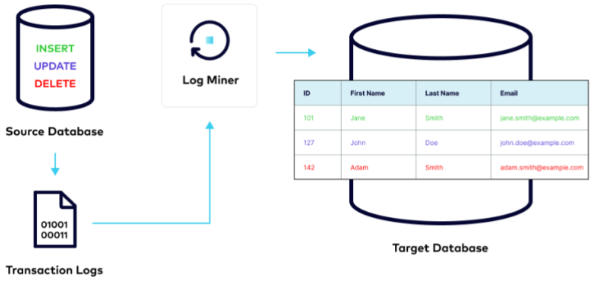 INSERT
UPDATE
DELETE
Source Database
01001
00011
Transaction Logs
Log Miner
ID First Name Last Name Email
101 Jane Smith jane.smith@example.com
127 John Doe john.doe@example.com
142 Adam Smith adam.smith@example.com
Target Database